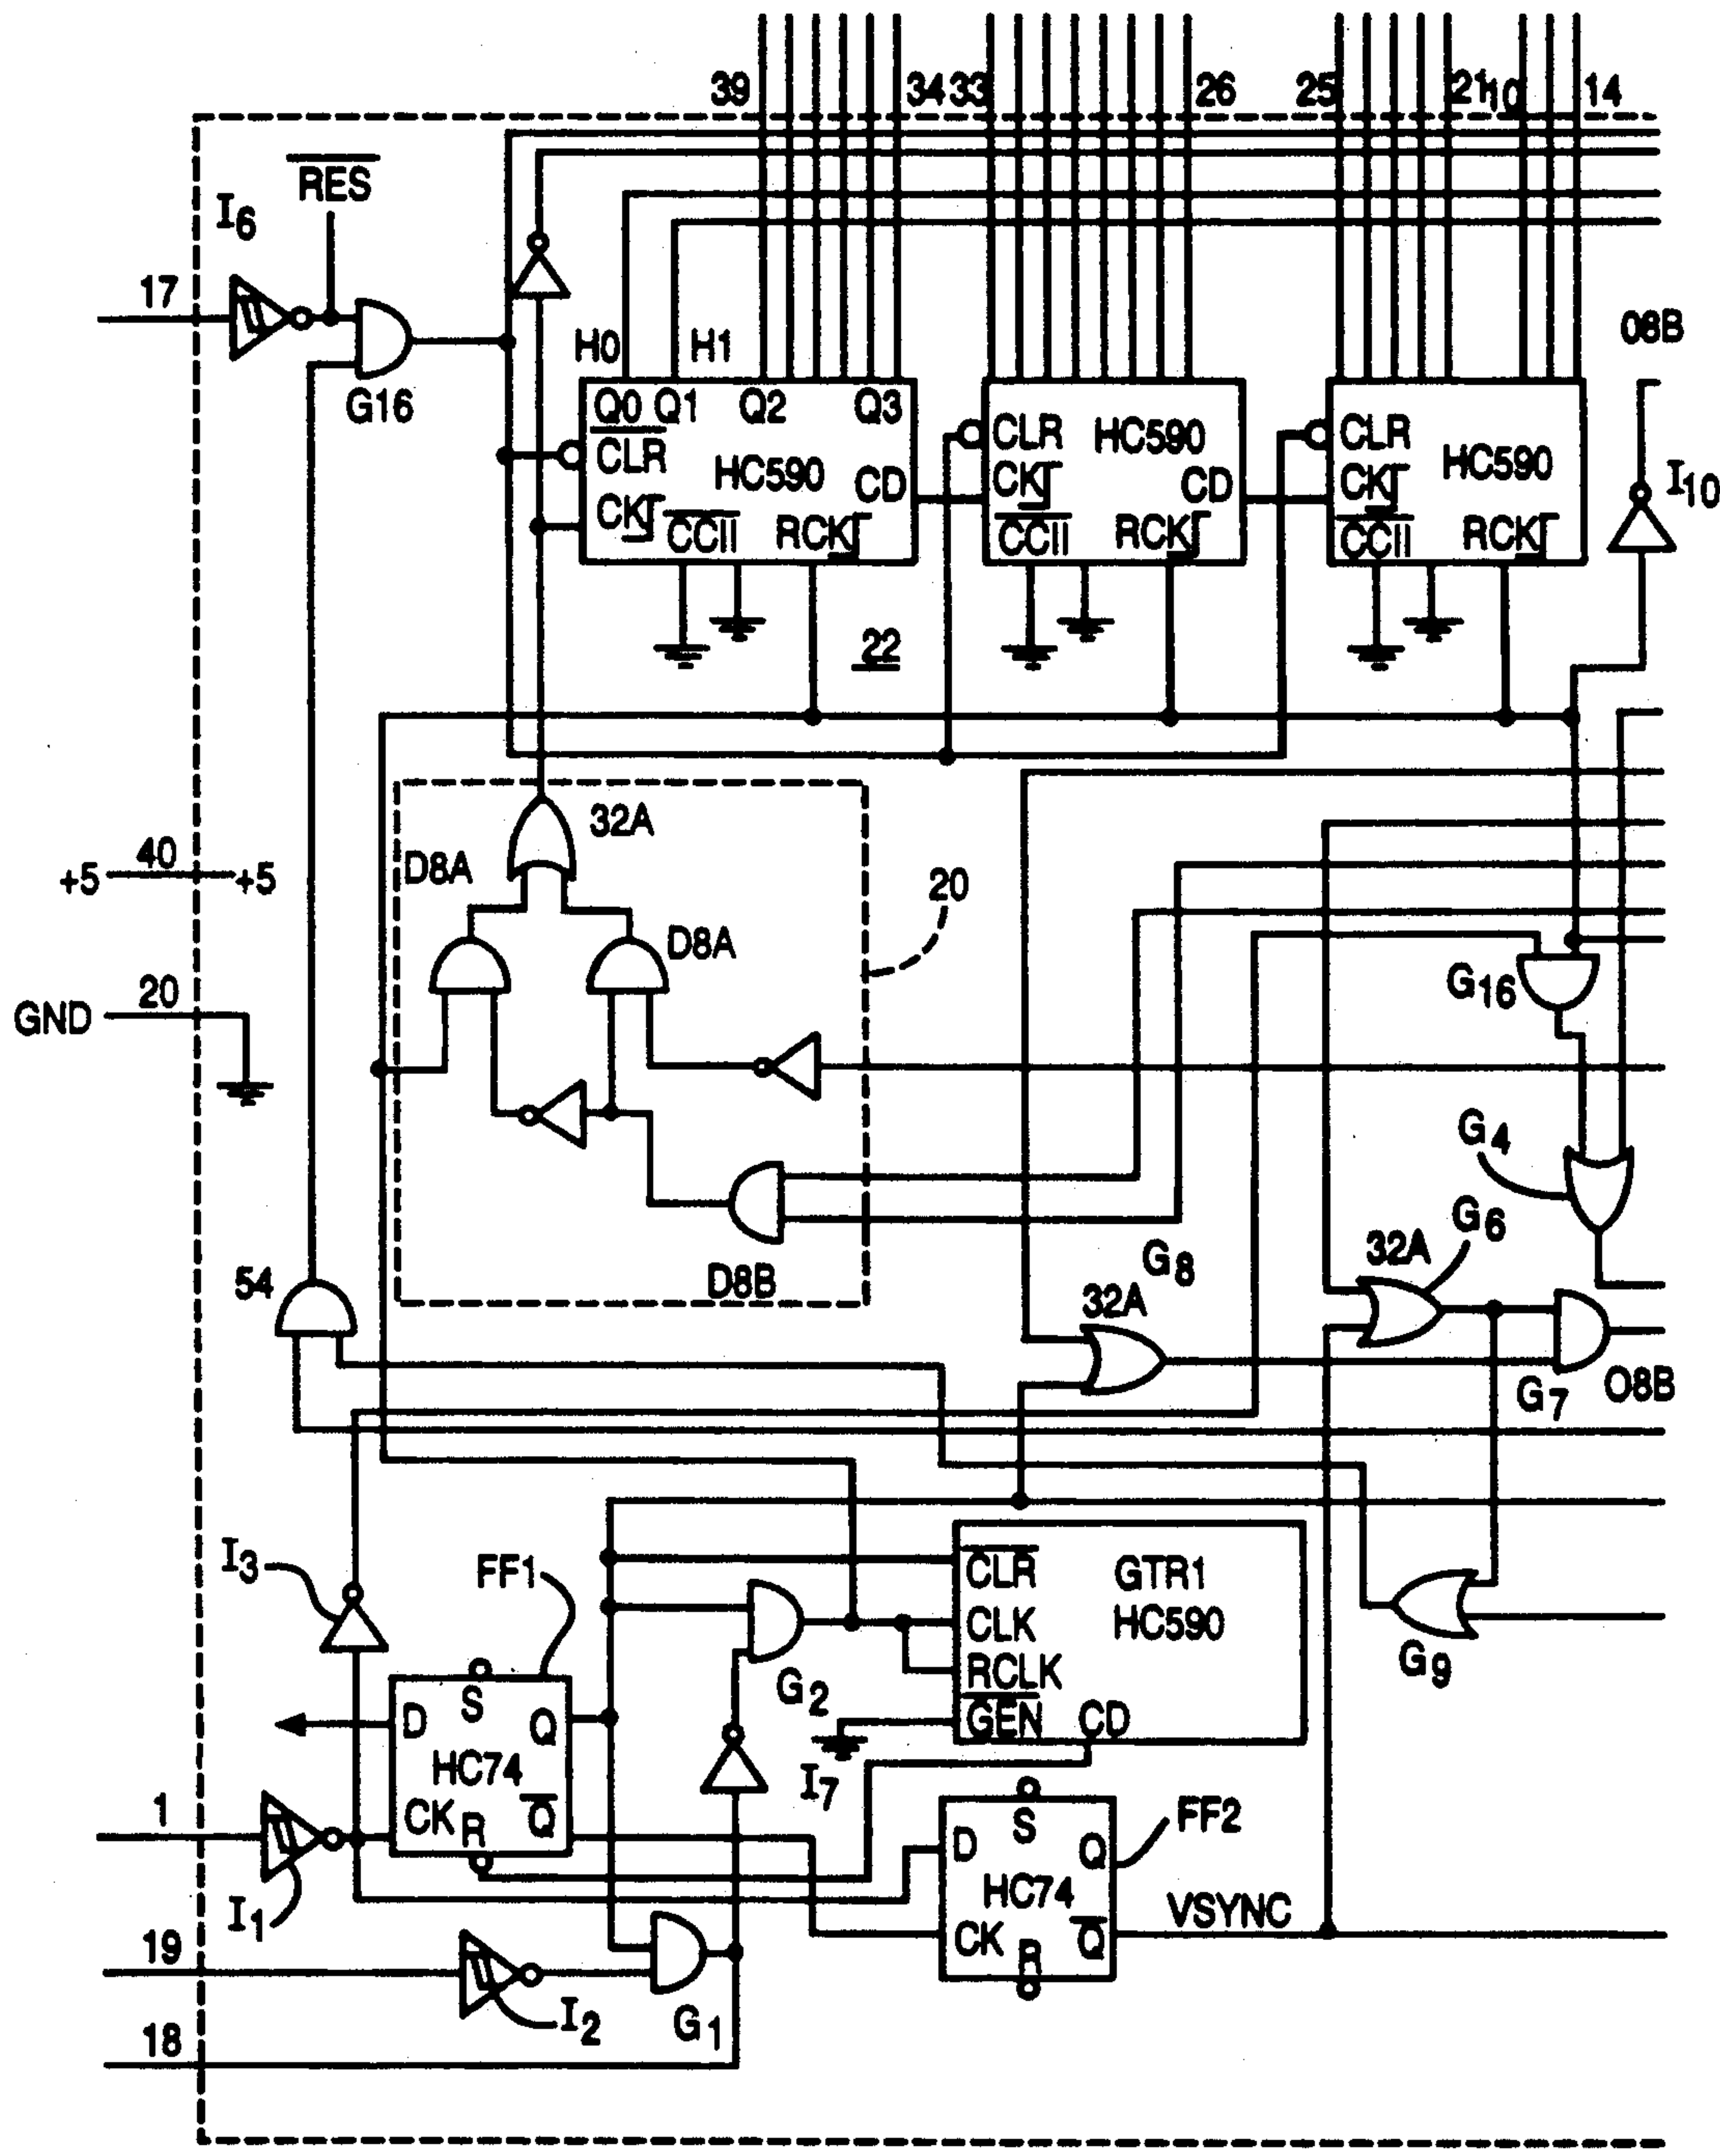 39 34 33 26 25 21 10 14
RES
I6
17
08B
H0 H1
G16
Q0 Q1 Q2 Q3
CLR
HC590
CD
CK
CCII
RCK
CLR
HC590
CK
CD
CCII
RCK
CLR
HC590
CK
CCII
RCK
I10
22
32A
D8A
+5 40 +5
20
D8A
G16
GND 20
G4
G6
32A
G8
D8B
54
32A
G7
O8B
I3
FF1
CLR
GTR1
CLK
HC590
RCLK
G2
GEN CD
G9
S
D
Q
HC74
I7
CK
R
Q
1
S
FF2
D
Q
HC74
I1
VSYNC
CK
R
Q
19
I2
G1
18